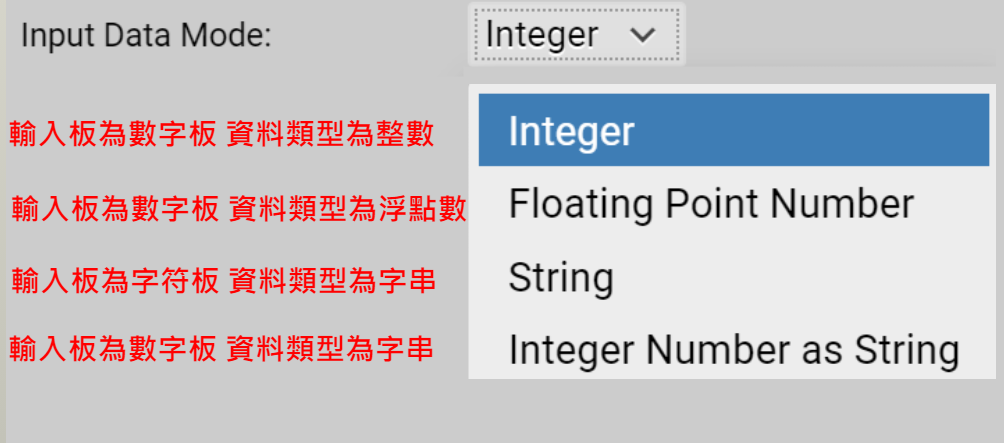 Input Data Mode: Integer
輸入板為數字板 資料類型為整數 Integer
輸入板為數字板 資料類型為浮點數 Floating Point Number
輸入板為字符板 資料類型為字串 String
輸入板為數字板 資料類型為字串 Integer Number as String